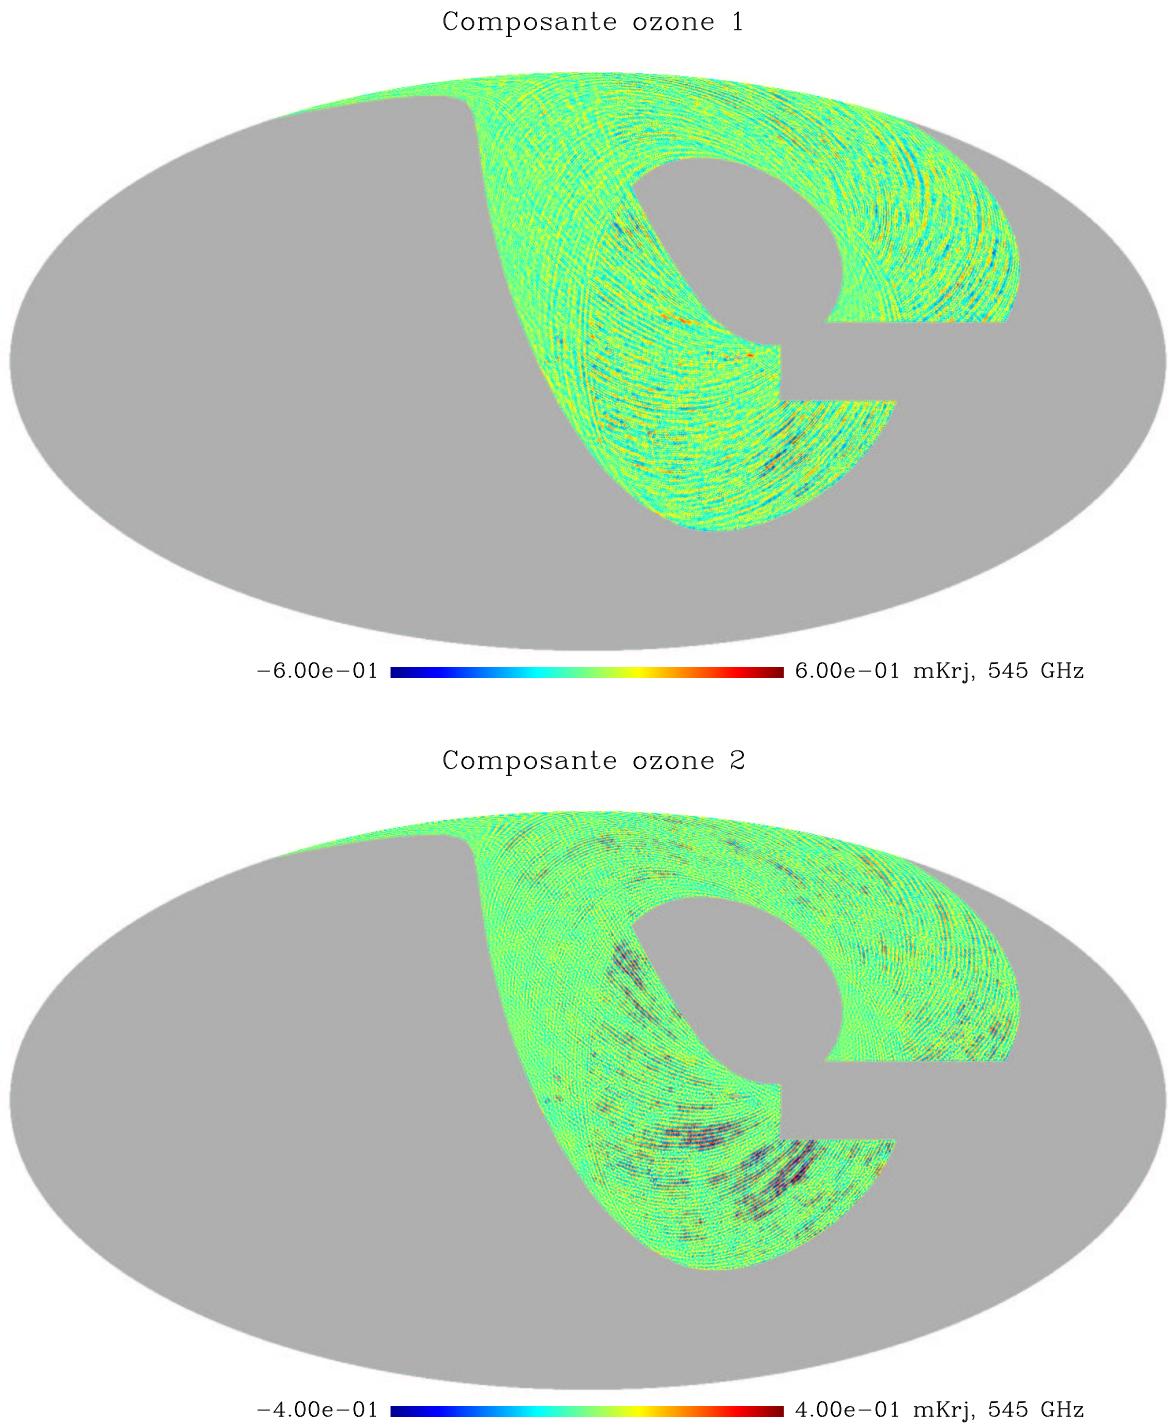 Composante ozone 1
−6.00e−01 6.00e−01 mKrj, 545 GHz
Composante ozone 2
−4.00e−01 4.00e−01 mKrj, 545 GHz